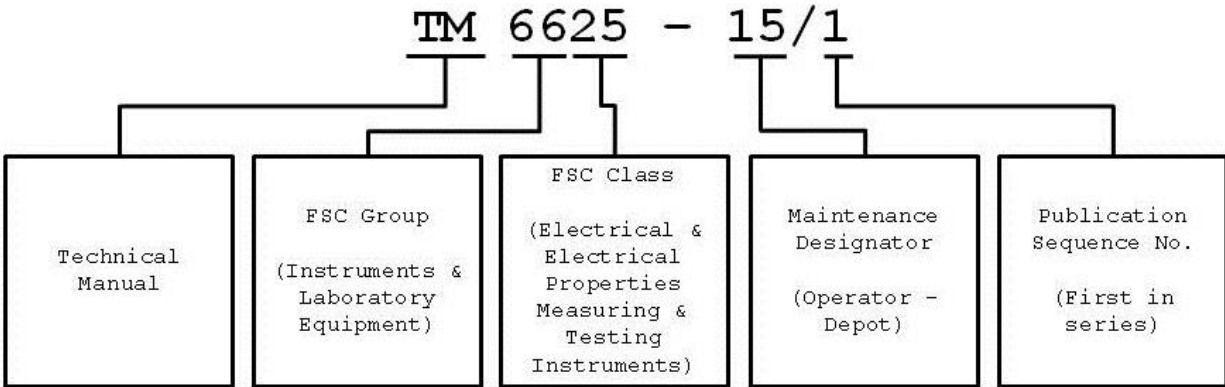 TM 6625 - 15/1
Technical
Manual
FSC Group
(Instruments &
Laboratory
Equipment)
FSC Class
(Electrical &
Electrical
Properties
Measuring &
Testing
Instruments)
Maintenance
Designator
(Operator -
Depot)
Publication
Sequence No.
(First in
series)